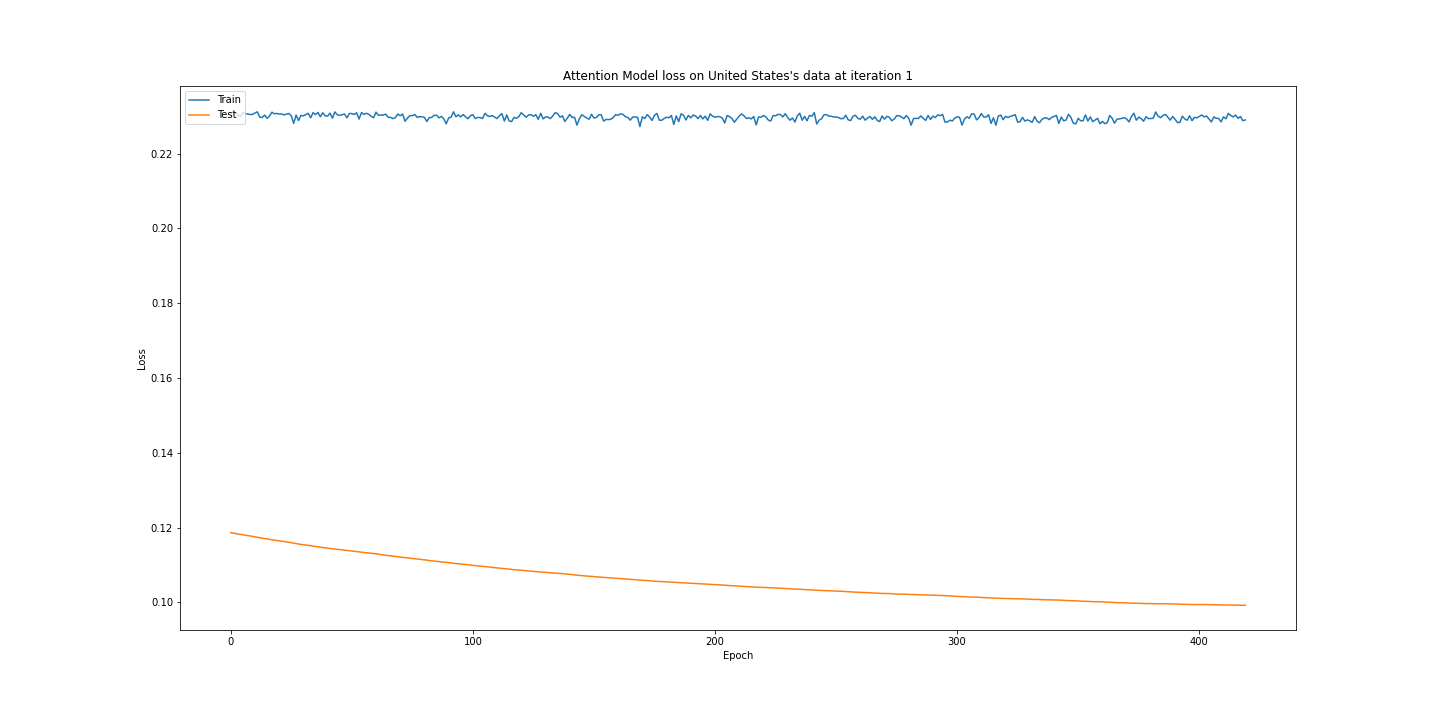 Attention Model loss on United States's data at iteration 1
Train
Test
0.22
0.20
0.18
0.16
0.14
0.12
0.10
Loss
0 100 200 300 400
Epoch